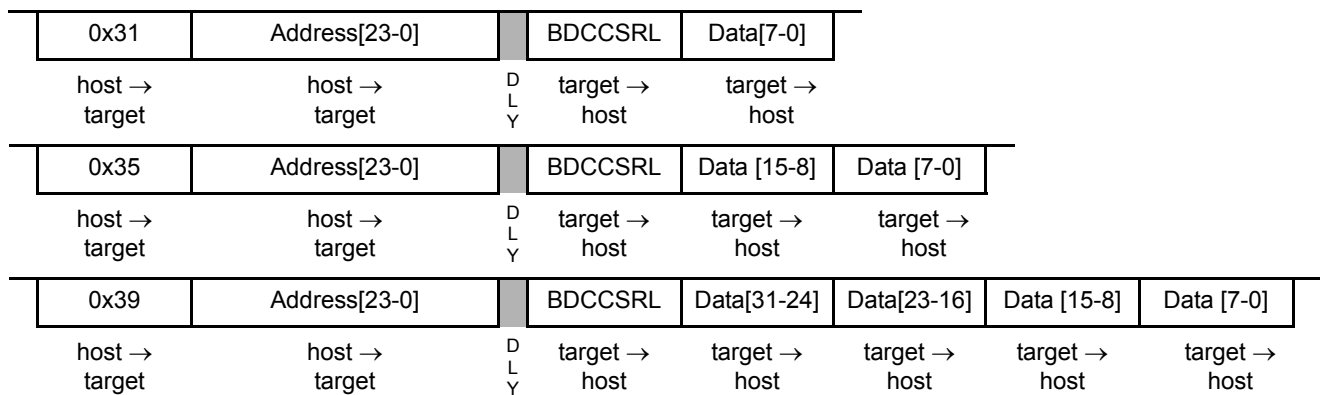 0x31 Address[23-0] BDCCSRL Data[7-0]
host → host → D target → target →
L
target target Y host host
0x35 Address[23-0] BDCCSRL Data [15-8] Data [7-0]
host → host → D target → target → target →
L
target target Y host host host
0x39 Address[23-0] BDCCSRL Data[31-24] Data[23-16] Data [15-8] Data [7-0]
host → host → D target → target → target → target → target →
L
target target Y host host host host host